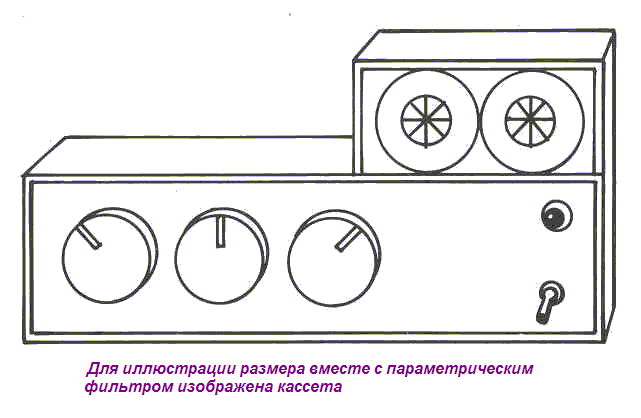 Для иллюстрации размера вместе с параметрическим
фильтром изображена кассета